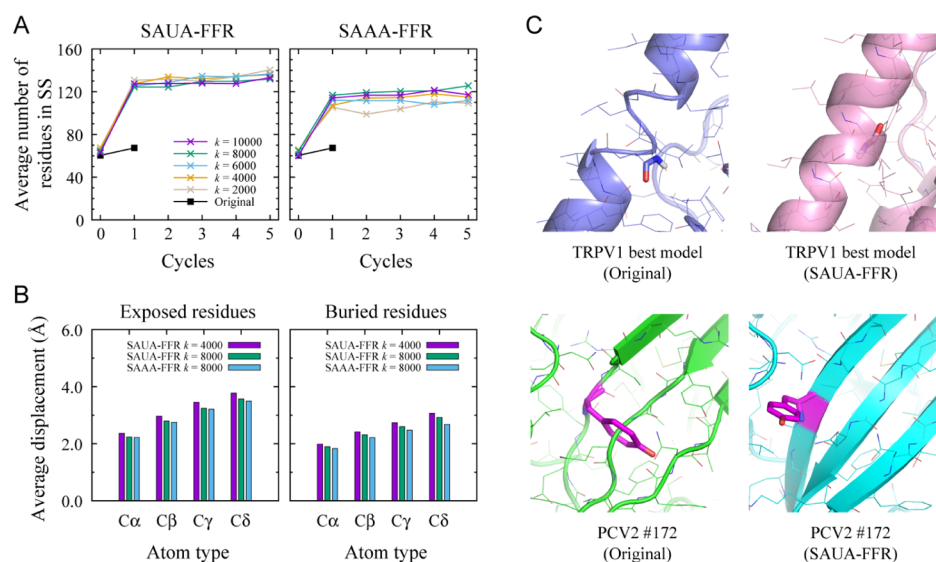 A
SAUA-FFR
SAAA-FFR
Average number of
residues in SS
160
120
80
40
0
k = 10000
k = 8000
k = 6000
k = 4000
k = 2000
Original
0 1 2 3 4 5
0 1 2 3 4 5
Cycles
Cycles
B
Exposed residues
Buried residues
Average displacement (Å)
6.0
4.0
2.0
0.0
SAUA-FFR k = 4000
SAUA-FFR k = 8000
SAAA-FFR k = 8000
SAUA-FFR k = 4000
SAUA-FFR k = 8000
SAAA-FFR k = 8000
Cα Cβ Cγ Cδ
Cα Cβ Cγ Cδ
Atom type
Atom type
C
TRPV1 best model
(Original)
TRPV1 best model
(SAUA-FFR)
PCV2 #172
(Original)
PCV2 #172
(SAUA-FFR)